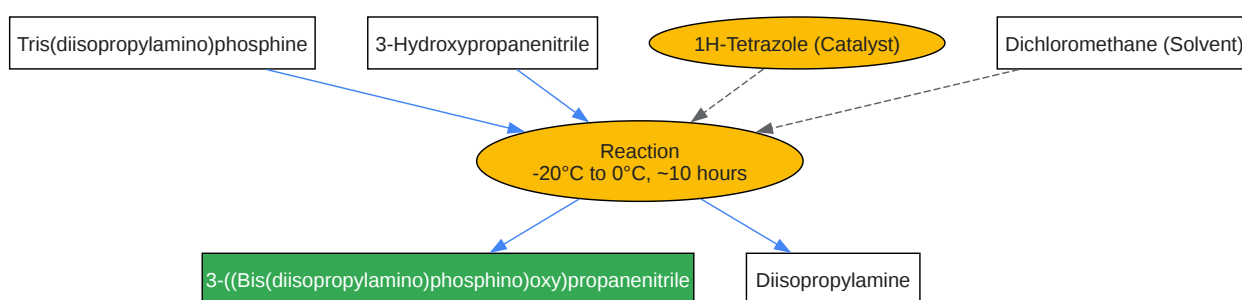 Tris(diisopropylamino)phosphine
3-Hydroxypropanenitrile
1H-Tetrazole (Catalyst)
Dichloromethane (Solvent)
Reaction
-20°C to 0°C, ~10 hours
3-((Bis(diisopropylamino)phosphino)oxy)propanenitrile
Diisopropylamine